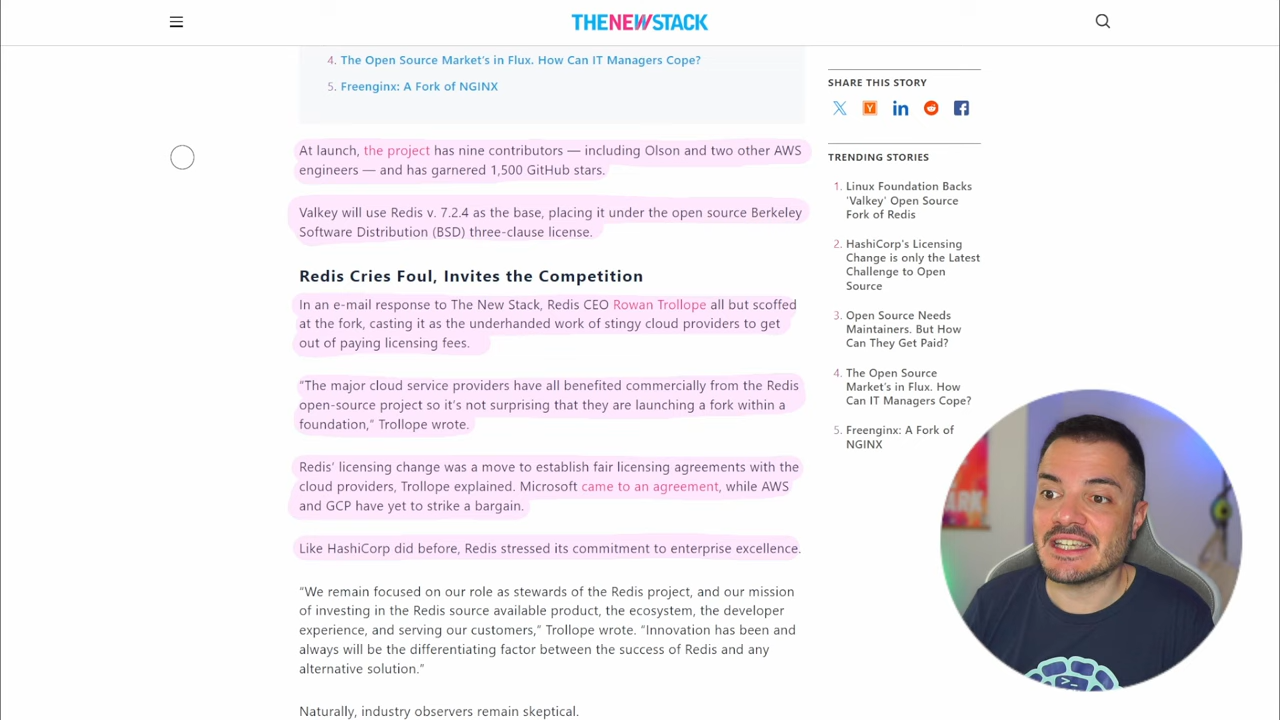 THENEWSTACK
4. The Open Source Market's in Flux. How Can IT Managers Cope?
5. Freenginx: A Fork of NGINX
At launch, the project has nine contributors — including Olson and two other AWS
engineers — and has garnered 1,500 GitHub stars.
Valkey will use Redis v. 7.2.4 as the base, placing it under the open source Berkeley
Software Distribution (BSD) three-clause license.
Redis Cries Foul, Invites the Competition
In an e-mail response to The New Stack, Redis CEO Rowan Trollope all but scoffed
at the fork, casting it as the underhanded work of stingy cloud providers to get
out of paying licensing fees.
“The major cloud service providers have all benefited commercially from the Redis
open-source project so it’s not surprising that they are launching a fork within a
foundation,” Trollope wrote.
Redis’ licensing change was a move to establish fair licensing agreements with the
cloud providers, Trollope explained. Microsoft came to an agreement, while AWS
and GCP have yet to strike a bargain.
Like HashiCorp did before, Redis stressed its commitment to enterprise excellence.
“We remain focused on our role as stewards of the Redis project, and our mission
of investing in the Redis source available product, the ecosystem, the developer
experience, and serving our customers,” Trollope wrote. “Innovation has been and
always will be the differentiating factor between the success of Redis and any
alternative solution.”
Naturally, industry observers remain skeptical.
SHARE THIS STORY
TRENDING STORIES
1. Linux Foundation Backs
'Valkey' Open Source
Fork of Redis
2. HashiCorp's Licensing
Change is only the Latest
Challenge to Open
Source
3. Open Source Needs
Maintainers. But How
Can They Get Paid?
4. The Open Source
Market's in Flux. How
Can IT Managers Cope?
5. Freenginx: A Fork of
NGINX